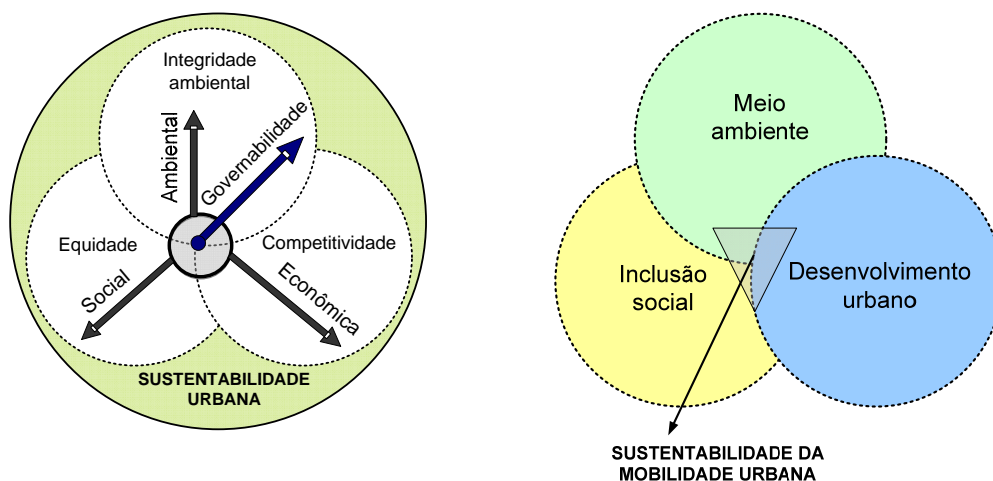 Integridade
ambiental
Ambiental
Governabilidade
Equidade
Competitividade
Social
Econômica
SUSTENTABILIDADE
URBANA
Meio
ambiente
Inclusão
social
Desenvolvimento
urbano
SUSTENTABILIDADE DA
MOBILIDADE URBANA